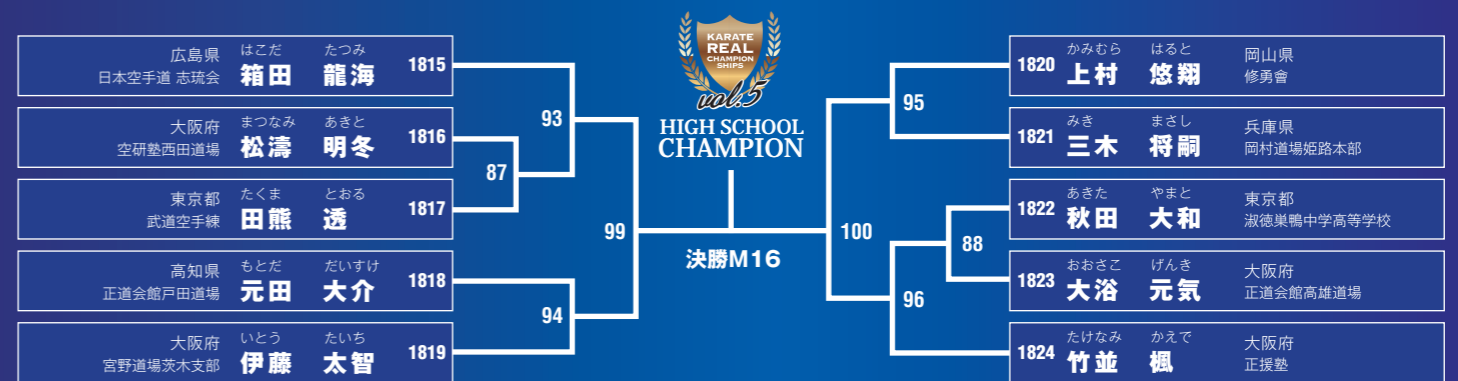 KARATE
REAL
CHAMPION
SHIPS
vol.5
HIGH SCHOOL
CHAMPION
決勝M16
広島県 はこだ たつみ
日本空手道 志琉会 箱田 龍海 1815
大阪府 まつなみ あきと
空研塾西田道場 松濤 明冬 1816
東京都 たくま とおる
武道空手練 田熊 透 1817
高知県 もとだ だいすけ
正道会館戸田道場 元田 大介 1818
大阪府 いとう たいち
宮野道場茨木支部 伊藤 太智 1819
93
87
99
94
かみむら はると 岡山県
1820 上村 悠翔 修勇會
みき まさし 兵庫県
1821 三木 将嗣 岡村道場姫路本部
あきた やまと 東京都
1822 秋田 大和 淑徳巣鴨中学高等学校
おおさこ げんき 大阪府
1823 大浴 元気 正道会館高雄道場
たけなみ かえで 大阪府
1824 竹並 楓 正援塾
95
100
88
96